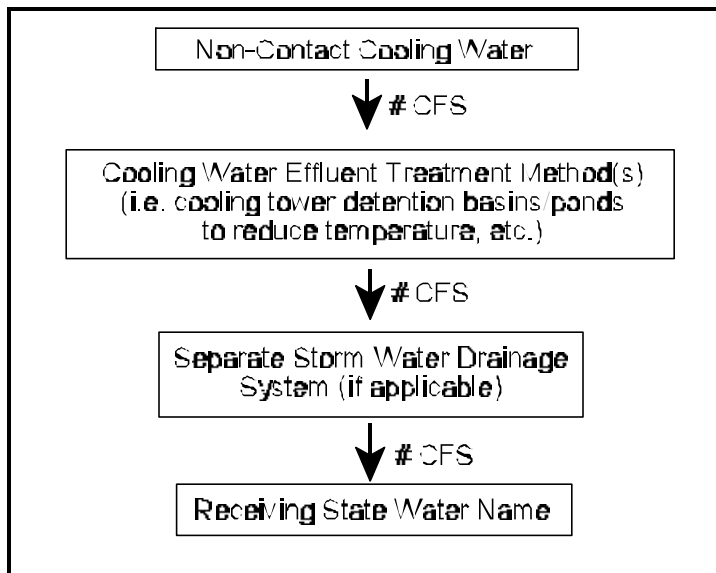 Non-Contact Cooling Water
# CFS
Cooling Water Effluent Treatment Method(s)
(i.e. cooling tower detention basins/ponds
to reduce temperature, etc.)
# CFS
Separate Storm Water Drainage
System (if applicable)
# CFS
Receiving State Water Name